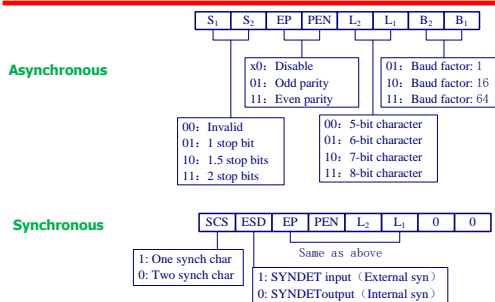 S₁ S₂ EP PEN L₂ L₁ B₂ B₁
Asynchronous
x0: Disable
01: Odd parity
11: Even parity
01: Baud factor: 1
10: Baud factor: 16
11: Baud factor: 64
00: Invalid
01: 1 stop bit
10: 1.5 stop bits
11: 2 stop bits
00: 5-bit character
01: 6-bit character
10: 7-bit character
11: 8-bit character
Synchronous
SCS ESD EP PEN L₂ L₁ 0 0
Same as above
1: One synch char
0: Two synch char
1: SYNDET input（External syn）
0: SYNDEToutput（Internal syn）